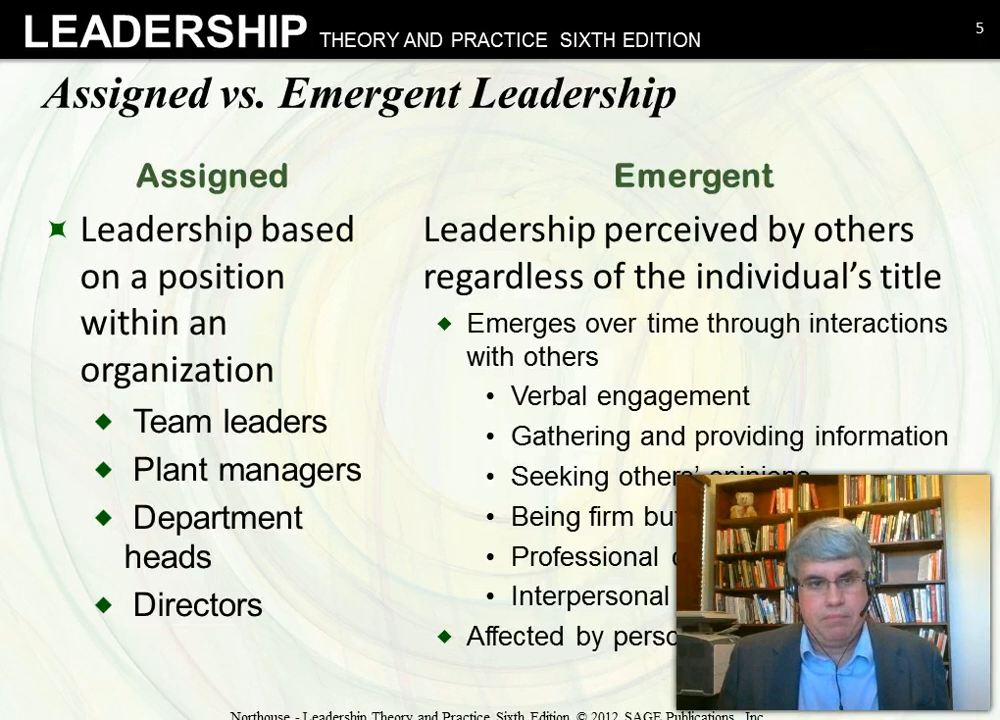 LEADERSHIP THEORY AND PRACTICE SIXTH EDITION
5
Assigned vs. Emergent Leadership
Assigned
Leadership based
on a position
within an
organization
Team leaders
Plant managers
Department
heads
Directors
Emergent
Leadership perceived by others
regardless of the individual’s title
Emerges over time through interactions
with others
• Verbal engagement
• Gathering and providing information
• Seeking others’ opinions
• Being firm but
• Professional
• Interpersonal
Affected by
Northouse - Leadership Theory and Practice Sixth Edition © 2012 SAGE Publications, Inc.